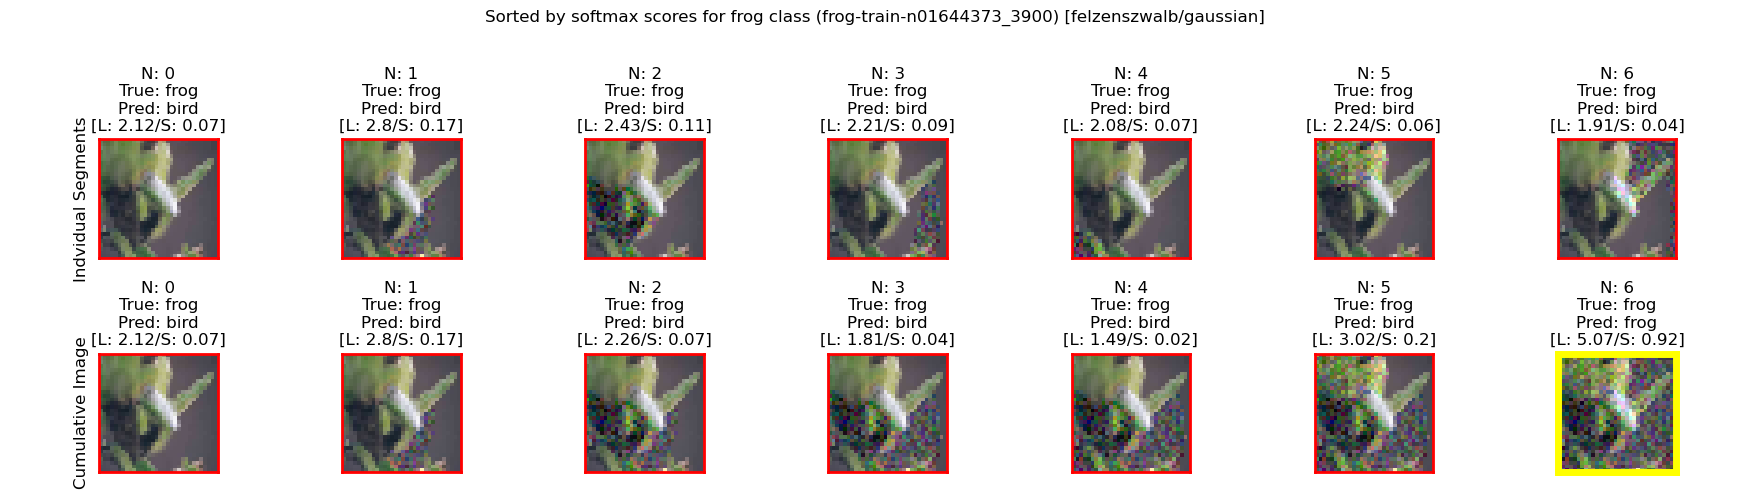 Sorted by softmax scores for frog class (frog-train-n01644373_3900) [felzenszwalb/gaussian]
Indvidual Segments
N: 0
True: frog
Pred: bird
[L: 2.12/S: 0.07]
N: 1
True: frog
Pred: bird
[L: 2.8/S: 0.17]
N: 2
True: frog
Pred: bird
[L: 2.43/S: 0.11]
N: 3
True: frog
Pred: bird
[L: 2.21/S: 0.09]
N: 4
True: frog
Pred: bird
[L: 2.08/S: 0.07]
N: 5
True: frog
Pred: bird
[L: 2.24/S: 0.06]
N: 6
True: frog
Pred: bird
[L: 1.91/S: 0.04]
Cumulative Image
N: 0
True: frog
Pred: bird
[L: 2.12/S: 0.07]
N: 1
True: frog
Pred: bird
[L: 2.8/S: 0.17]
N: 2
True: frog
Pred: bird
[L: 2.26/S: 0.07]
N: 3
True: frog
Pred: bird
[L: 1.81/S: 0.04]
N: 4
True: frog
Pred: bird
[L: 1.49/S: 0.02]
N: 5
True: frog
Pred: bird
[L: 3.02/S: 0.2]
N: 6
True: frog
Pred: frog
[L: 5.07/S: 0.92]